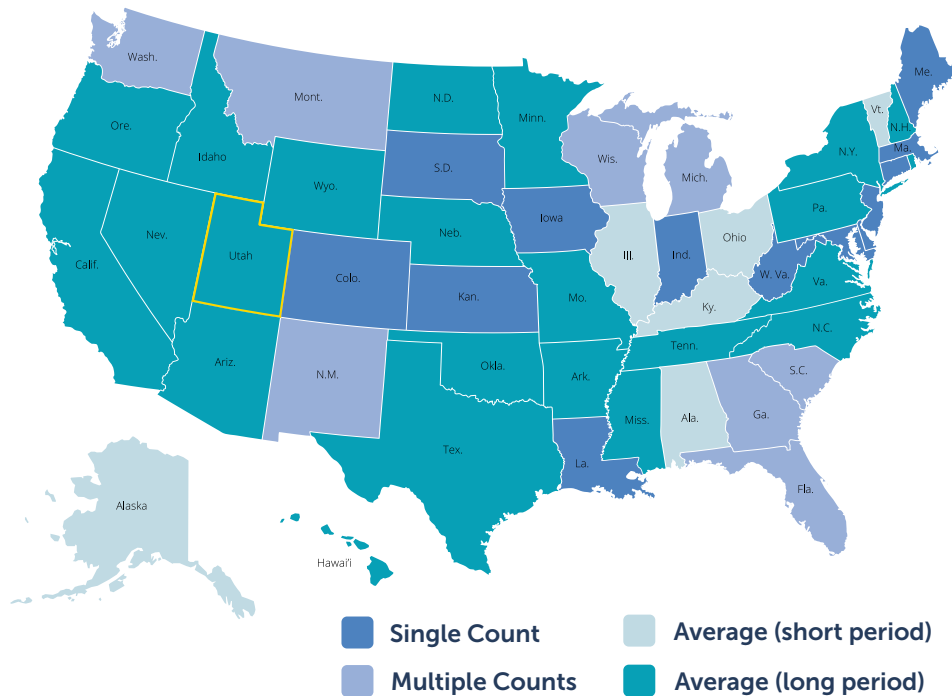 Wash.
Mont.
N.D.
Minn.
Me.
Vt.
N.H.
Ore.
Idaho
Wyo.
S.D.
Wis.
Mich.
N.Y.
Ma.
Nev.
Utah
Calif.
Colo.
Neb.
Iowa
Ill.
Ind.
Ohio
Pa.
W. Va.
Va.
Kan.
Mo.
Ky.
Ariz.
N.M.
Okla.
Ark.
Tenn.
N.C.
S.C.
Tex.
La.
Miss.
Ala.
Ga.
Fla.
Alaska
Hawai'i
Single Count
Average (short period)
Multiple Counts
Average (long period)